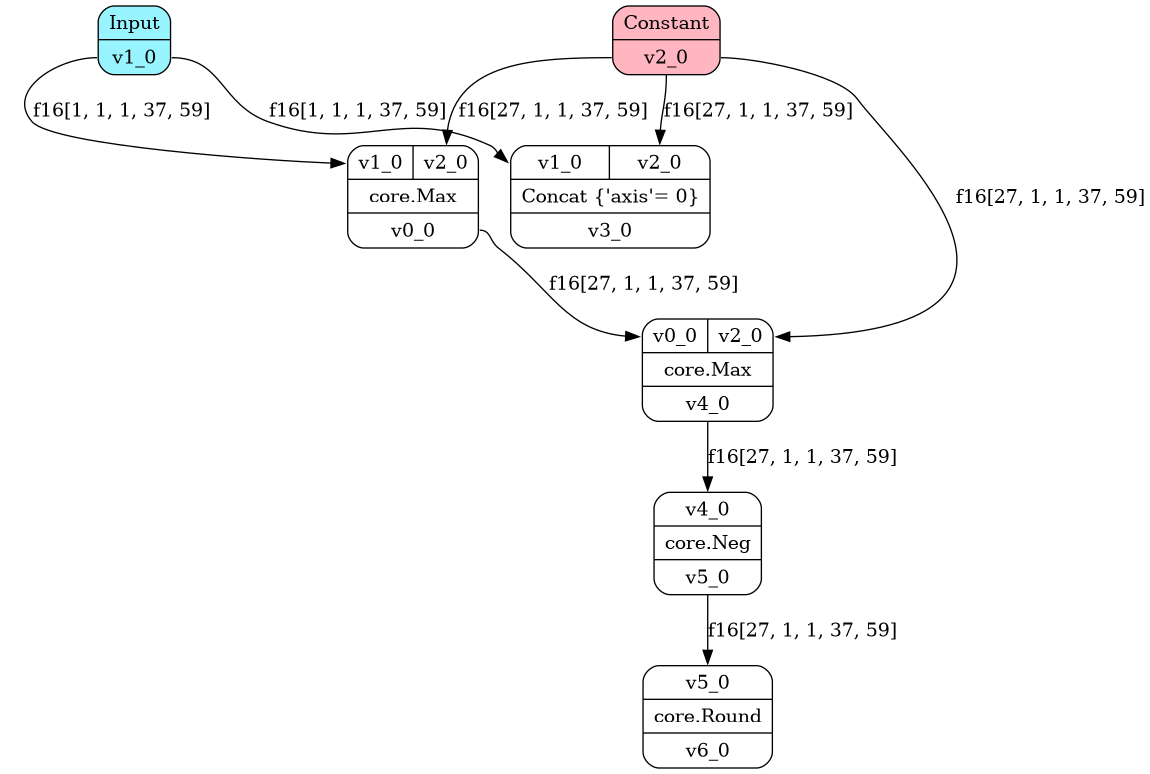 Input
v1_0
Constant
v2_0
f16[1, 1, 1, 37, 59]
f16[1, 1, 1, 37, 59]
f16[27, 1, 1, 37, 59]
f16[27, 1, 1, 37, 59]
v1_0 v2_0
core.Max
v0_0
v1_0 v2_0
Concat {'axis'= 0}
v3_0
f16[27, 1, 1, 37, 59]
f16[27, 1, 1, 37, 59]
v0_0 v2_0
core.Max
v4_0
f16[27, 1, 1, 37, 59]
v4_0
core.Neg
v5_0
f16[27, 1, 1, 37, 59]
v5_0
core.Round
v6_0